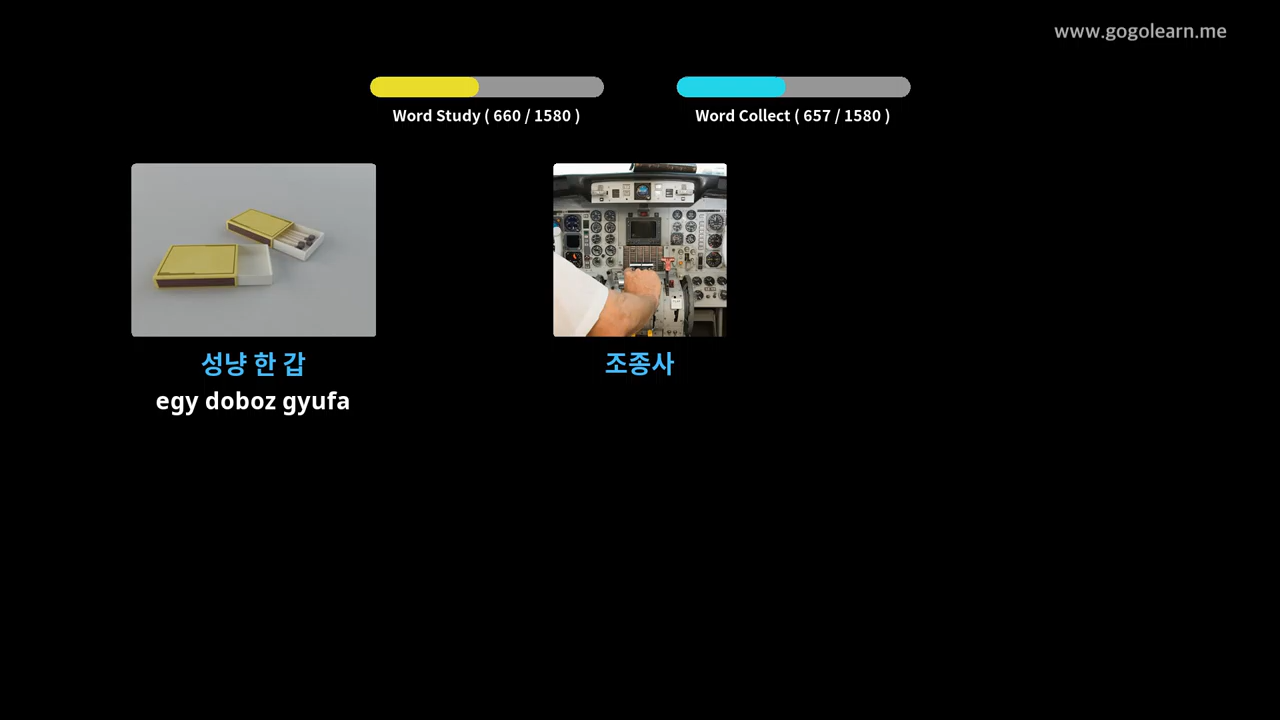 www.gogolearn.me
Word Study ( 660 / 1580 )
Word Collect ( 657 / 1580 )
성냥 한 갑
egy doboz gyufa
조종사